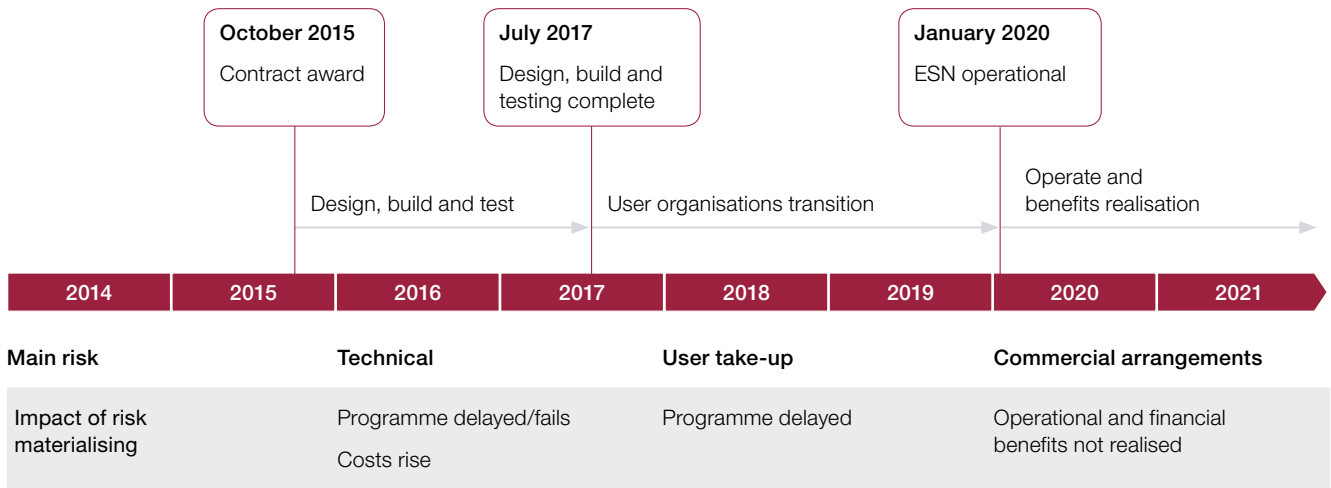 October 2015
Contract award
July 2017
Design, build and
testing complete
January 2020
ESN operational
Design, build and test
User organisations transition
Operate and
benefits realisation
2014 2015 2016 2017 2018 2019 2020 2021
Main risk Technical User take-up Commercial arrangements
Impact of risk
materialising
Programme delayed/fails
Costs rise
Programme delayed
Operational and financial
benefits not realised